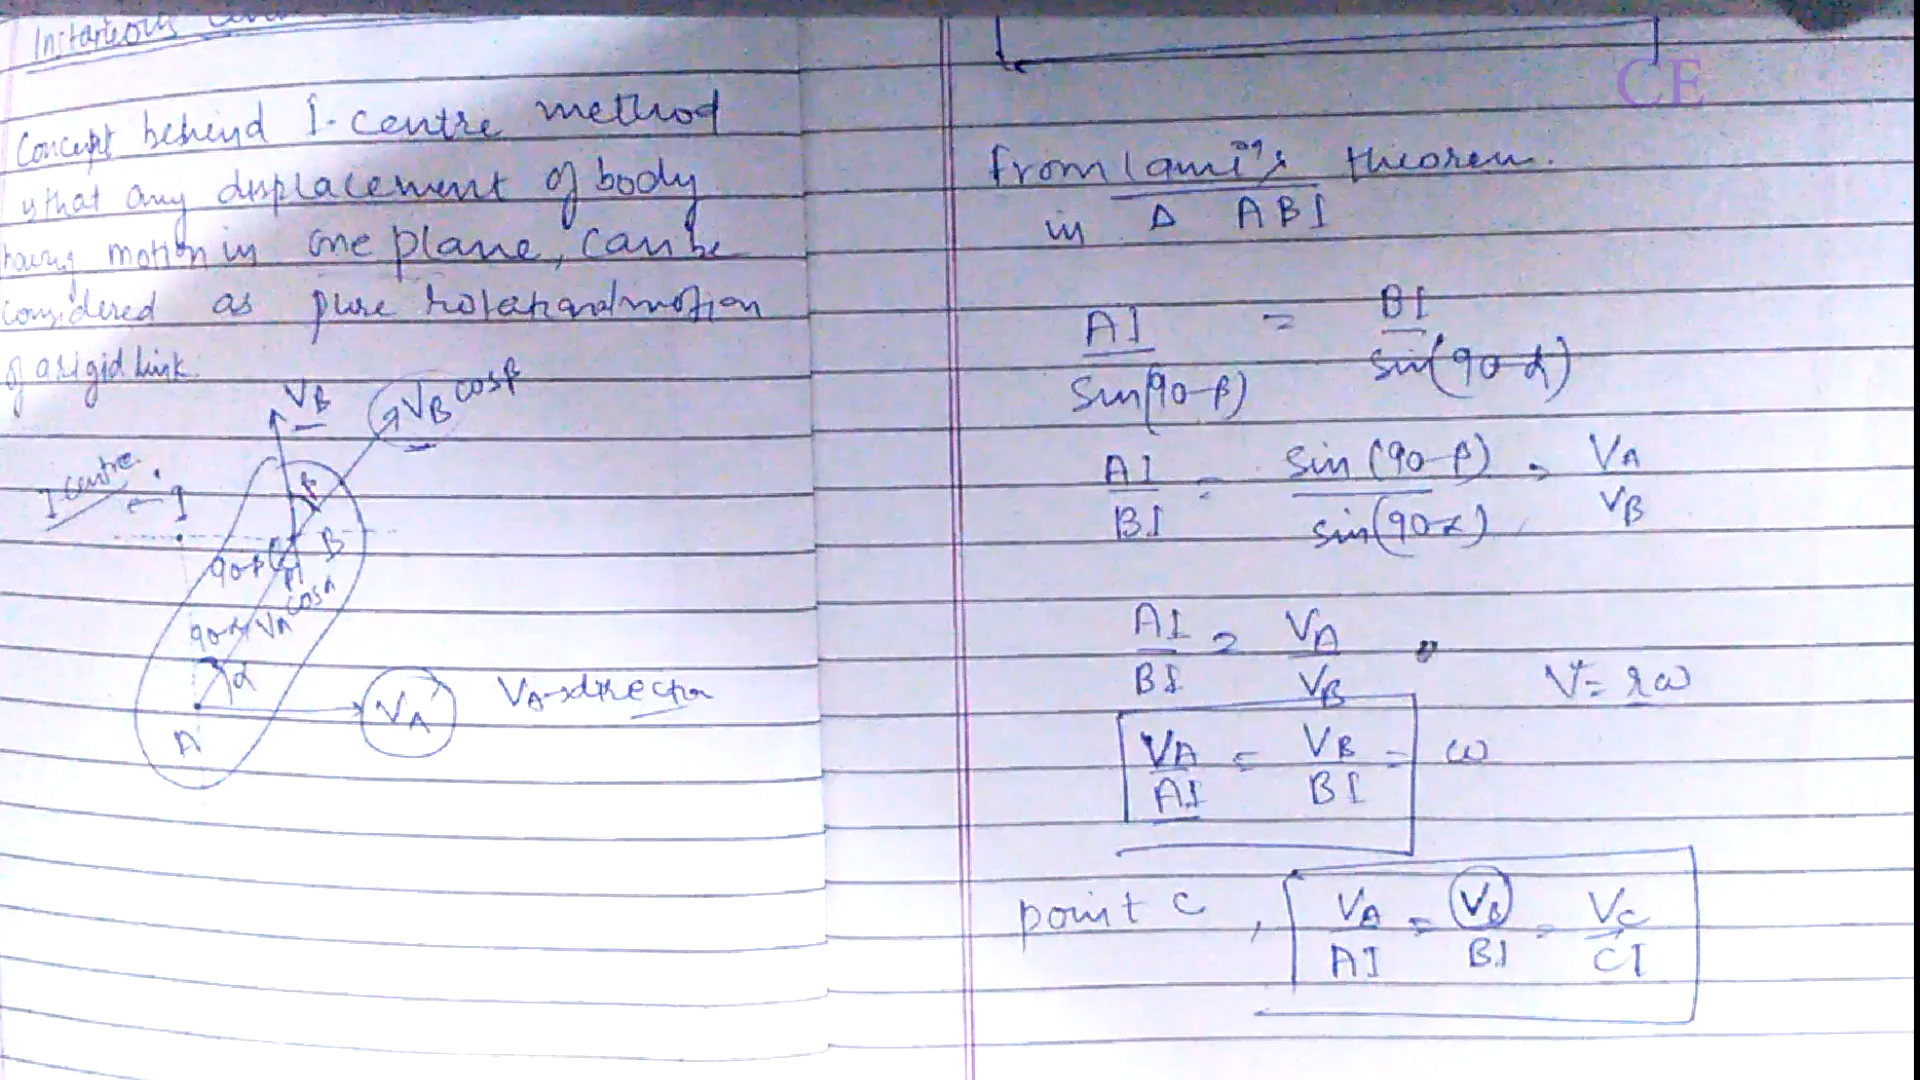 Instaneous
Concept behind I-centre method
is that any displacement of body
having motion in one plane, can be
considered as pure rotational motion
of a rigid link.
VB
VB cosβ
I centre
I
β
90-β
B
β
VA cosα
90-α
α
A
VA
VA→direction
CE
from lami's theorem.
in Δ ABI
AI/Sin(90-β) = BI/sin(90-α)
AI/BI = sin(90-β)/sin(90-α) = VA/VB
AI/BI = VA/VB
V=rω
VA/AI = VB/BI = ω
point C, VA/AI = VB/BI = VC/CI